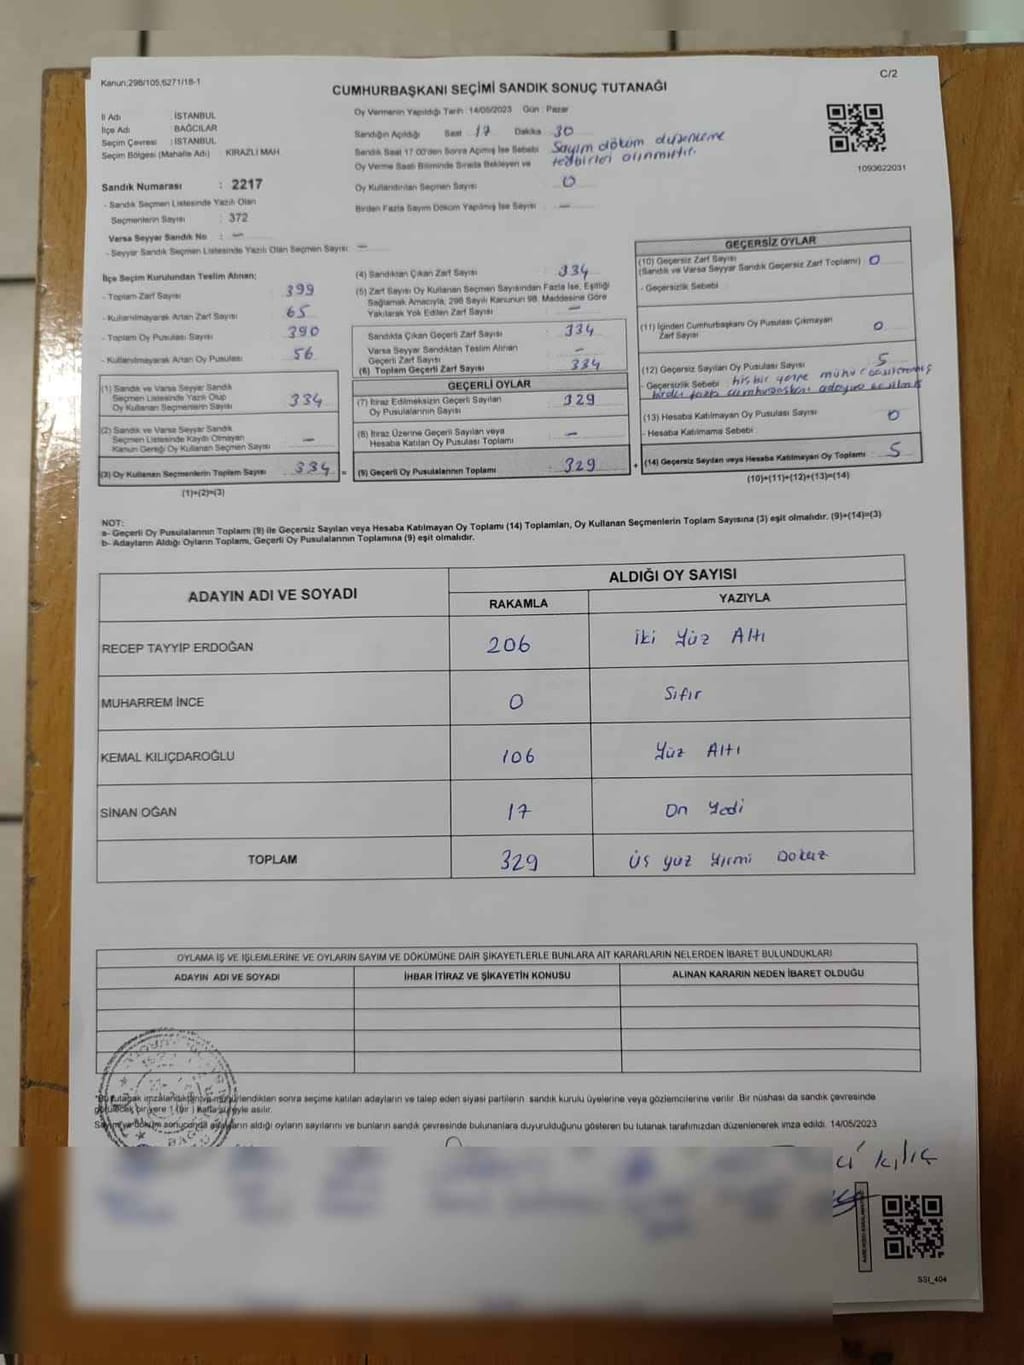 Kanun;298/105;6271/18-1
C/2
CUMHURBAŞKANI SEÇİMİ SANDIK SONUÇ TUTANAĞI
İl Adı : İSTANBUL
İlçe Adı : BAĞCILAR
Seçim Çevresi : İSTANBUL
Seçim Bölgesi (Mahalle Adı) : KİRAZLI MAH
Sandık Numarası : 2217
- Sandık Seçmen Listesinde Yazılı Olan
Seçmenlerin Sayısı : 372
Varsa Seyyar Sandık No : —
- Seyyar Sandık Seçmen Listesinde Yazılı Olan Seçmen Sayısı: —
Oy Vermenin Yapıldığı Tarih : 14/05/2023 Gün : Pazar
Sandığın Açıldığı Saat 17 Dakika 30
Sandık Saat 17:00'den Sonra Açılmış İse Sebebi Sayım döküm düzenleme
tedbirleri alınmıştır.
Oy Verme Saati Bitiminde Sırada Bekleyen ve
Oy Kullandırılan Seçmen Sayısı 0
Birden Fazla Sayım Döküm Yapılmış İse Sayısı : —
1093622031
İlçe Seçim Kurulundan Teslim Alınan;
- Toplam Zarf Sayısı 399
- Kullanılmayarak Artan Zarf Sayısı 65
- Toplam Oy Pusulası Sayısı 390
- Kullanılmayarak Artan Oy Pusulası 56
(1) Sandık ve Varsa Seyyar Sandık
Seçmen Listesinde Yazılı Olup
Oy Kullanan Seçmenlerin Sayısı 334
(2) Sandık ve Varsa Seyyar Sandık
Seçmen Listesinde Kayıtlı Olmayan
Kanun Gereği Oy Kullanan Seçmen Sayısı —
(3) Oy Kullanan Seçmenlerin Toplam Sayısı 334 =
(1)+(2)=(3)
(4) Sandıktan Çıkan Zarf Sayısı 334
(5) Zarf Sayısı Oy Kullanan Seçmen Sayısından Fazla İse, Eşitliği
Sağlamak Amacıyla, 298 Sayılı Kanunun 98. Maddesine Göre
Yakılarak Yok Edilen Zarf Sayısı —
Sandıkta Çıkan Geçerli Zarf Sayısı : 334
Varsa Seyyar Sandıktan Teslim Alınan
Geçerli Zarf Sayısı —
(6) Toplam Geçerli Zarf Sayısı 334
GEÇERLİ OYLAR
(7) İtiraz Edilmeksizin Geçerli Sayılan
Oy Pusulalarının Sayısı : 329
(8) İtiraz Üzerine Geçerli Sayılan veya
Hesaba Katılan Oy Pusulası Toplamı : —
(9) Geçerli Oy Pusulalarının Toplamı : 329 +
GEÇERSİZ OYLAR
(10) Geçersiz Zarf Sayısı
(Sandık ve Varsa Seyyar Sandık Geçersiz Zarf Toplamı) 0
- Geçersizlik Sebebi :
(11) İçinden Cumhurbaşkanı Oy Pusulası Çıkmayan
Zarf Sayısı 0
(12) Geçersiz Sayılan Oy Pusulası Sayısı 5
- Geçersizlik Sebebi
(13) Hesaba Katılmayan Oy Pusulası Sayısı 0
- Hesaba Katılmama Sebebi :
(14) Geçersiz Sayılan veya Hesaba Katılmayan Oy Toplamı : 5
(10)+(11)+(12)+(13)=(14)
NOT:
a- Geçerli Oy Pusulalarının Toplamı (9) ile Geçersiz Sayılan veya Hesaba Katılmayan Oy Toplamı (14) Toplamları, Oy Kullanan Seçmenlerin Toplam Sayısına (3) eşit olmalıdır. (9)+(14)=(3)
b- Adayların Aldığı Oyların Toplamı, Geçerli Oy Pusulalarının Toplamına (9) eşit olmalıdır.
ADAYIN ADI VE SOYADI
ALDIĞI OY SAYISI
RAKAMLA YAZIYLA
RECEP TAYYİP ERDOĞAN 206 İki Yüz Altı
MUHARREM İNCE 0 Sıfır
KEMAL KILIÇDAROĞLU 106 Yüz Altı
SİNAN OĞAN 17 On Yedi
TOPLAM 329 Üç yüz yirmi Dokuz
OYLAMA İŞ VE İŞLEMLERİNE VE OYLARIN SAYIM VE DÖKÜMÜNE DAİR ŞİKAYETLERLE BUNLARA AİT KARARLARIN NELERDEN İBARET BULUNDUKLARI
ADAYIN ADI VE SOYADI İHBAR İTİRAZ VE ŞİKAYETİN KONUSU ALINAN KARARIN NEDEN İBARET OLDUĞU
imzalandıktan sonra seçime katılan adayların ve talep eden siyasi partilerin sandık kurulu üyelerine veya gözlemcilerine verilir. Bir nüshası da sandık çevresinde
görülecek bir yere 1 (Bir) hafta süreyle asılır.
Sayım ve döküm sonucunda adayların aldığı oyların sayılarını ve bunların sandık çevresinde bulunanlara duyurulduğunu gösteren bu tutanak tarafımızdan düzenlenerek imza edildi. 14/05/2023
kılıç
SSI_404